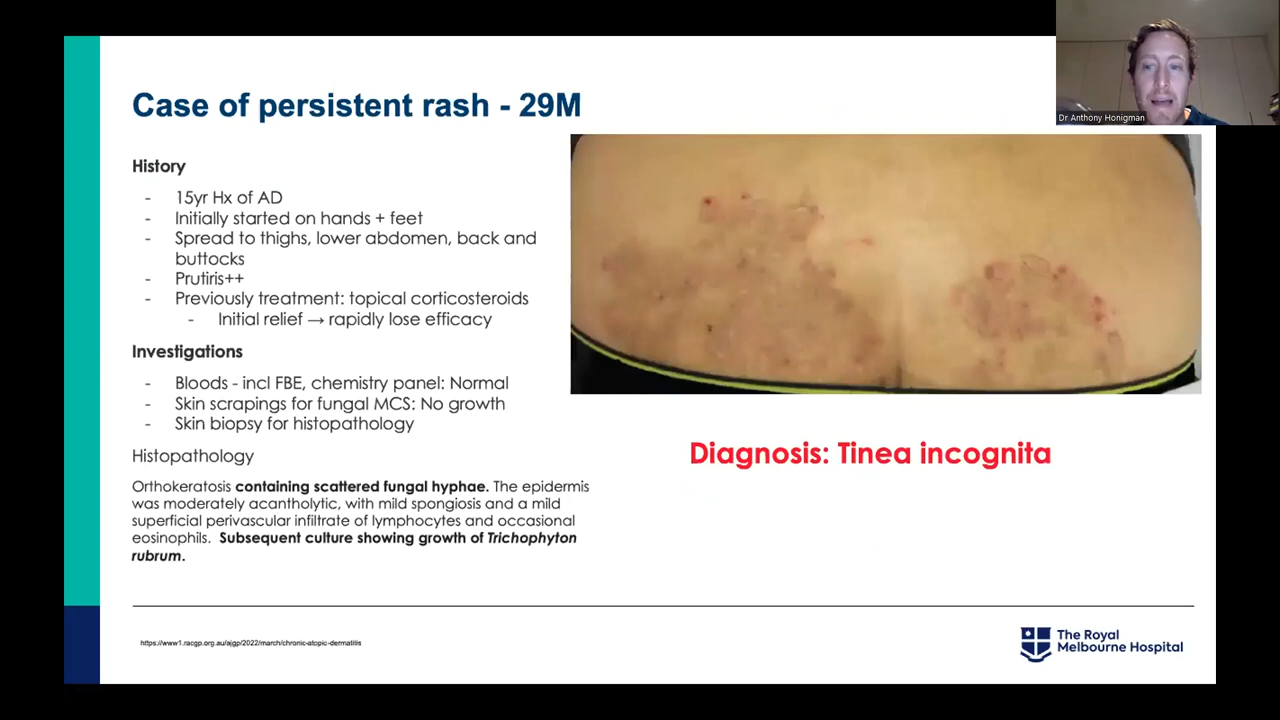 Dr Anthony Honigman
Case of persistent rash - 29M
History
- 15yr Hx of AD
- Initially started on hands + feet
- Spread to thighs, lower abdomen, back and
buttocks
- Prutiris++
- Previously treatment: topical corticosteroids
- Initial relief → rapidly lose efficacy
Investigations
- Bloods - incl FBE, chemistry panel: Normal
- Skin scrapings for fungal MCS: No growth
- Skin biopsy for histopathology
Histopathology
Orthokeratosis containing scattered fungal hyphae. The epidermis
was moderately acantholytic, with mild spongiosis and a mild
superficial perivascular infiltrate of lymphocytes and occasional
eosinophils. Subsequent culture showing growth of Trichophyton
rubrum.
Diagnosis: Tinea incognita
https://www1.racgp.org.au/ajgp/2022/march/chronic-atopic-dermatitis
The Royal
Melbourne Hospital